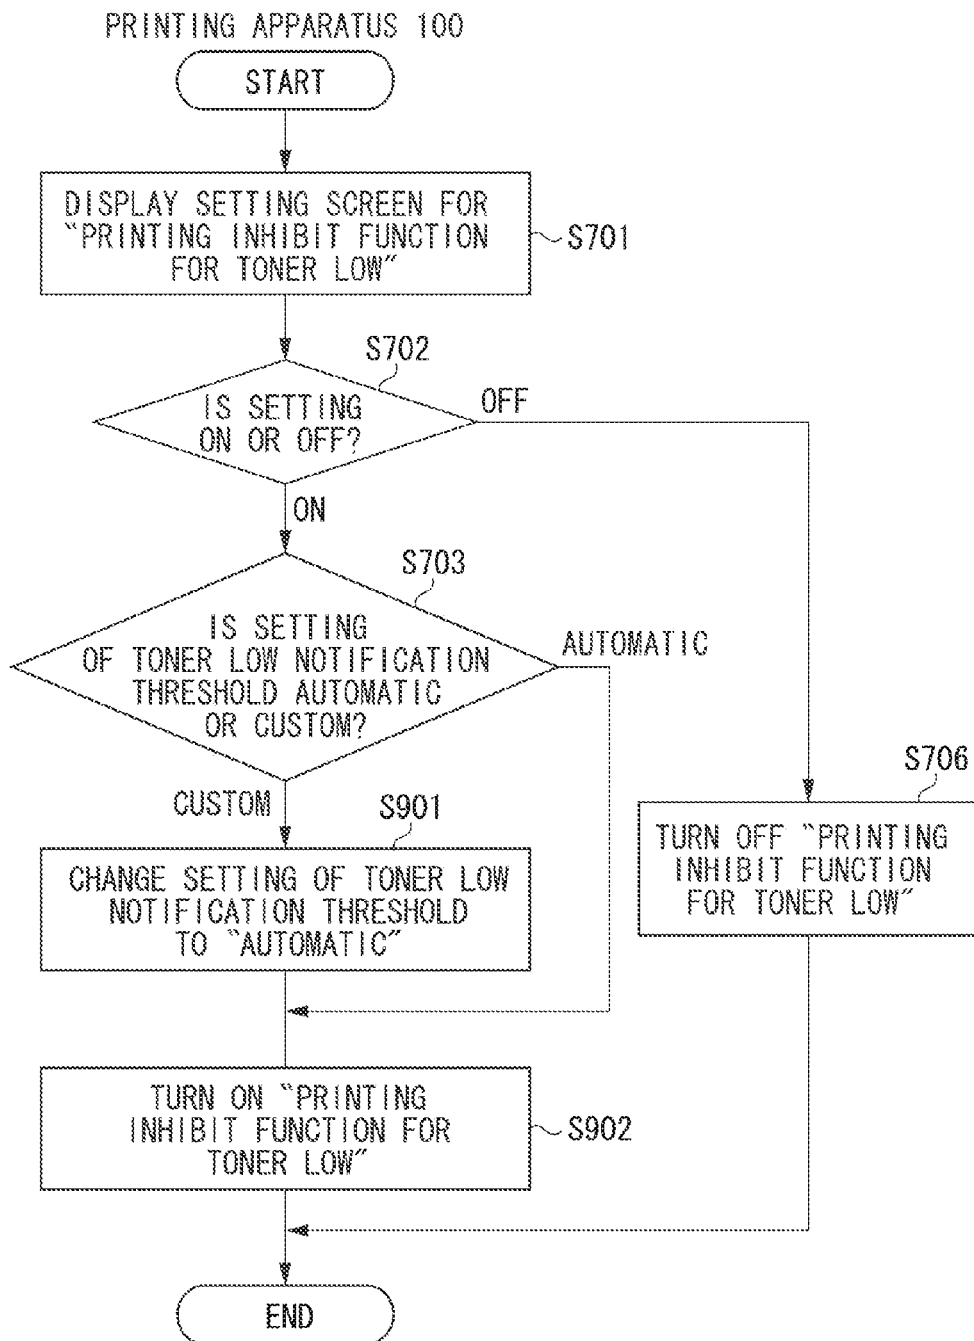 PRINTING APPARATUS 100
START
DISPLAY SETTING SCREEN FOR
“PRINTING INHIBIT FUNCTION
FOR TONER LOW”
S701
S702
IS SETTING
ON OR OFF?
OFF
ON
S703
IS SETTING
OF TONER LOW NOTIFICATION
THRESHOLD AUTOMATIC
OR CUSTOM?
AUTOMATIC
CUSTOM
S901
CHANGE SETTING OF TONER LOW
NOTIFICATION THRESHOLD
TO “AUTOMATIC”
S706
TURN OFF “PRINTING
INHIBIT FUNCTION
FOR TONER LOW”
TURN ON “PRINTING
INHIBIT FUNCTION FOR
TONER LOW”
S902
END